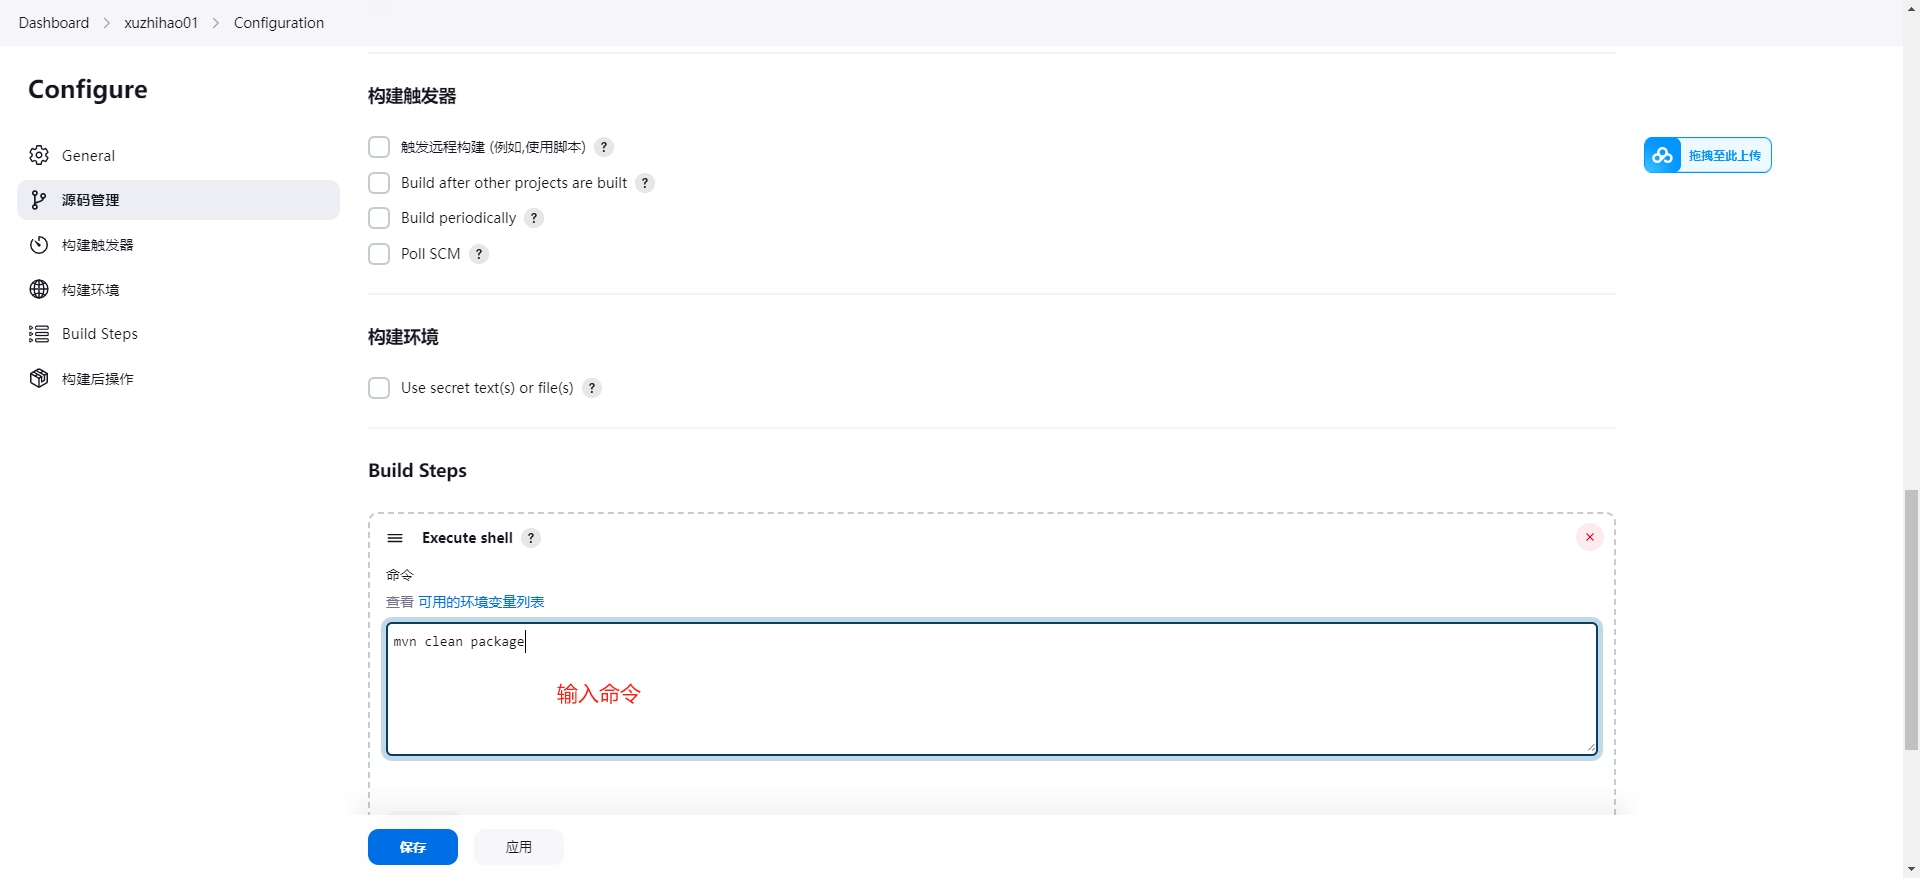 Dashboard > xuzhihao01 > Configuration
Configure
General
源码管理
构建触发器
构建环境
Build Steps
构建后操作
构建触发器
触发远程构建 (例如,使用脚本) ?
Build after other projects are built ?
Build periodically ?
Poll SCM ?
拖拽至此上传
构建环境
Use secret text(s) or file(s) ?
Build Steps
Execute shell ?
命令
查看 可用的环境变量列表
mvn clean package
输入命令
保存
应用